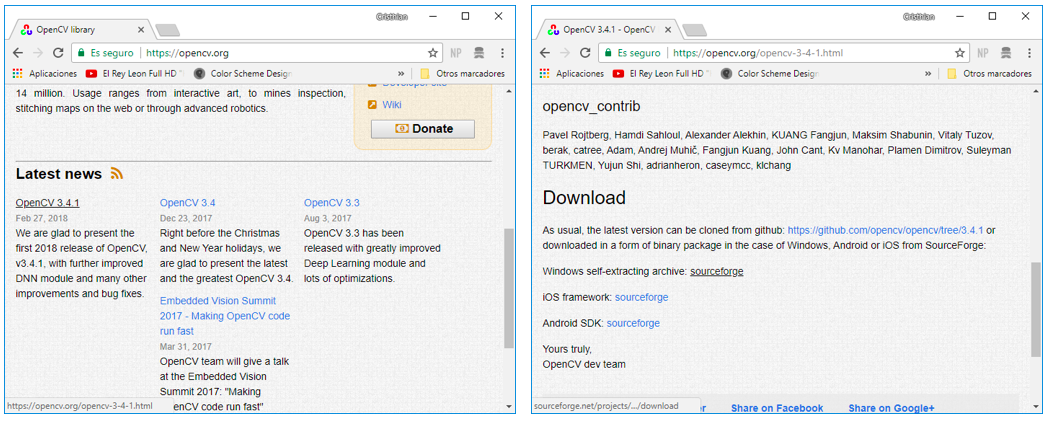 Cristhian
OpenCV library
Es seguro | https://opencv.org
NP
Aplicaciones El Rey Leon Full HD Color Scheme Design » Otros marcadores
14 million. Usage ranges from interactive art, to mines inspection,
stitching maps on the web or through advanced robotics.
Developer site
Wiki
Donate
Latest news
OpenCV 3.4.1
Feb 27, 2018
We are glad to present the
first 2018 release of OpenCV,
v3.4.1, with further improved
DNN module and many other
improvements and bug fixes.
OpenCV 3.4
Dec 23, 2017
Right before the Christmas
and New Year holidays, we
are glad to present the latest
and the greatest OpenCV 3.4.
Embedded Vision Summit
2017 - Making OpenCV code
run fast
Mar 31, 2017
OpenCV team will give a talk
at the Embedded Vision
Summit 2017: "Making
enCV code run fast"
OpenCV 3.3
Aug 3, 2017
OpenCV 3.3 has been
released with greatly improved
Deep Learning module and
lots of optimizations.
https://opencv.org/opencv-3-4-1.html
Cristhian
OpenCV 3.4.1 - OpenCV
Es seguro | https://opencv.org/opencv-3-4-1.html
NP
Aplicaciones El Rey Leon Full HD Color Scheme Design » Otros marcadores
opencv_contrib
Pavel Rojtberg, Hamdi Sahloul, Alexander Alekhin, KUANG Fangjun, Maksim Shabunin, Vitaly Tuzov,
berak, catree, Adam, Andrej Muhič, Fangjun Kuang, John Cant, Kv Manohar, Plamen Dimitrov, Suleyman
TURKMEN, Yujun Shi, adrianheron, caseymcc, klchang
Download
As usual, the latest version can be cloned from github: https://github.com/opencv/opencv/tree/3.4.1 or
downloaded in a form of binary package in the case of Windows, Android or iOS from SourceForge:
Windows self-extracting archive: sourceforge
iOS framework: sourceforge
Android SDK: sourceforge
Yours truly,
OpenCV dev team
sourceforge.net/projects/.../download
er Share on Facebook Share on Google+